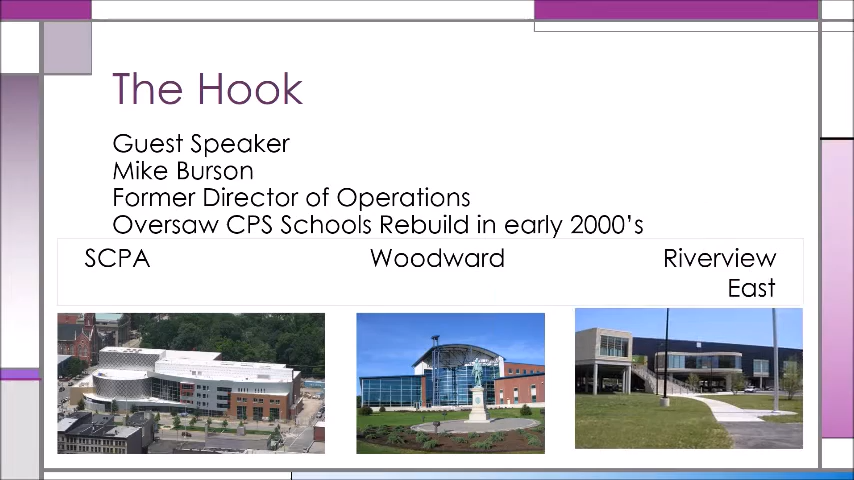 The Hook
Guest Speaker
Mike Burson
Former Director of Operations
Oversaw CPS Schools Rebuild in early 2000’s
SCPA Woodward Riverview
East